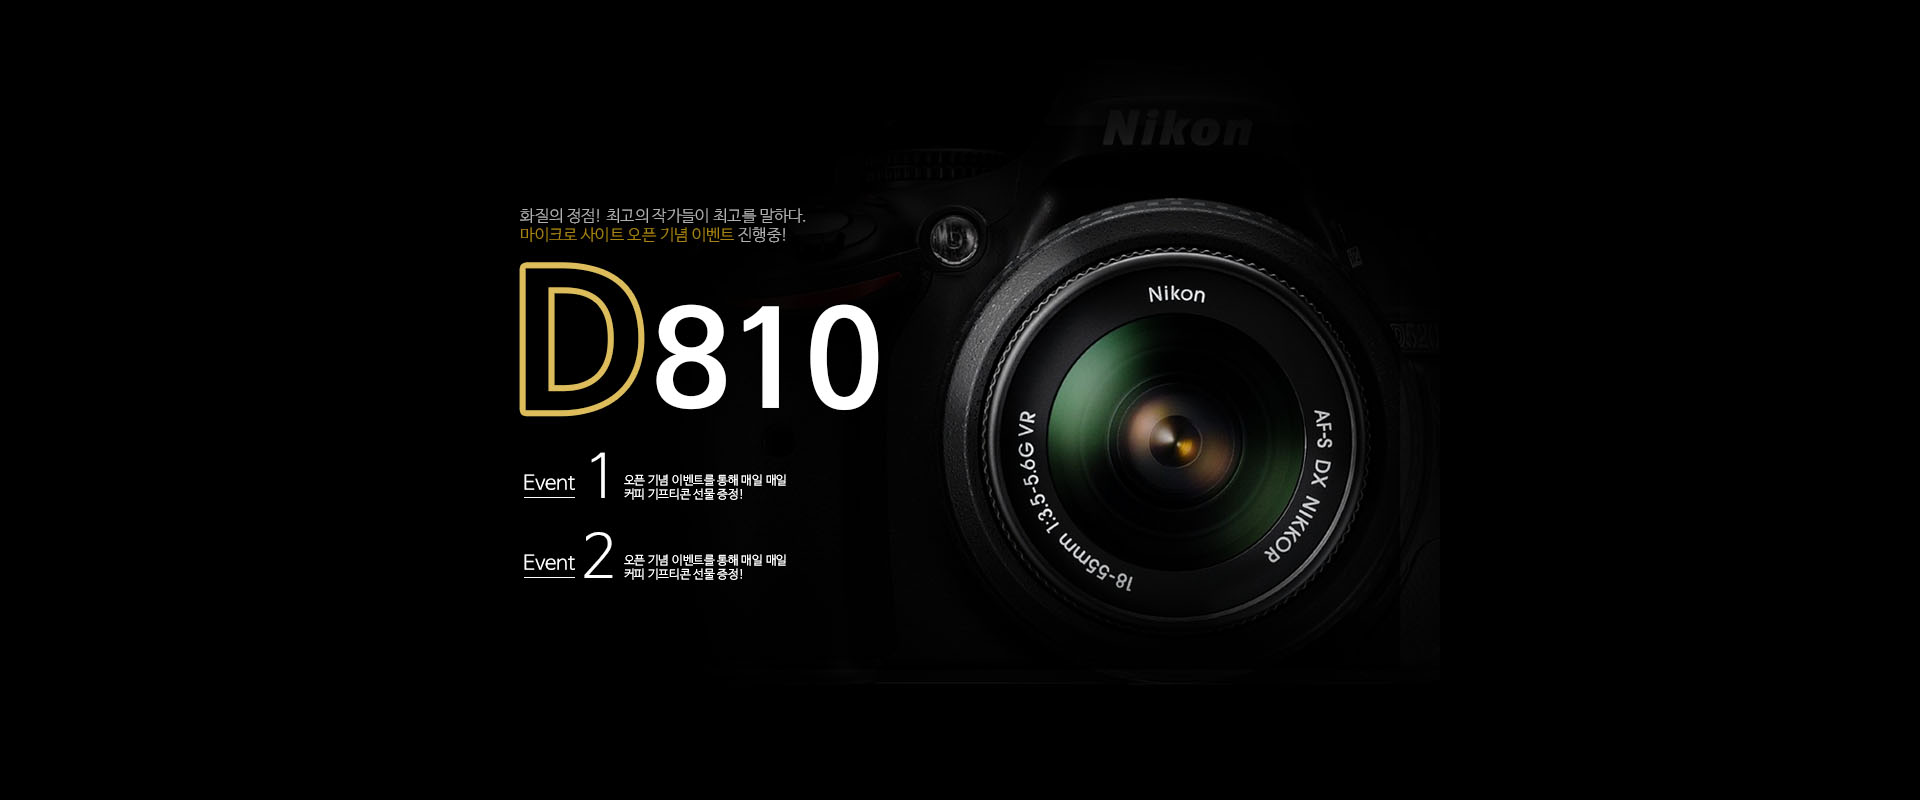 Nikon
화질의 정점! 최고의 작가들이 최고를 말하다.
마이크로 사이트 오픈 기념 이벤트 진행중!
D810
Nikon
AF-S DX NIKKOR
18-55mm 1:3.5-5.6G VR
Event 1 오픈 기념 이벤트를 통해 매일 매일
커피 기프티콘 선물 증정!
Event 2 오픈 기념 이벤트를 통해 매일 매일
커피 기프티콘 선물 증정!